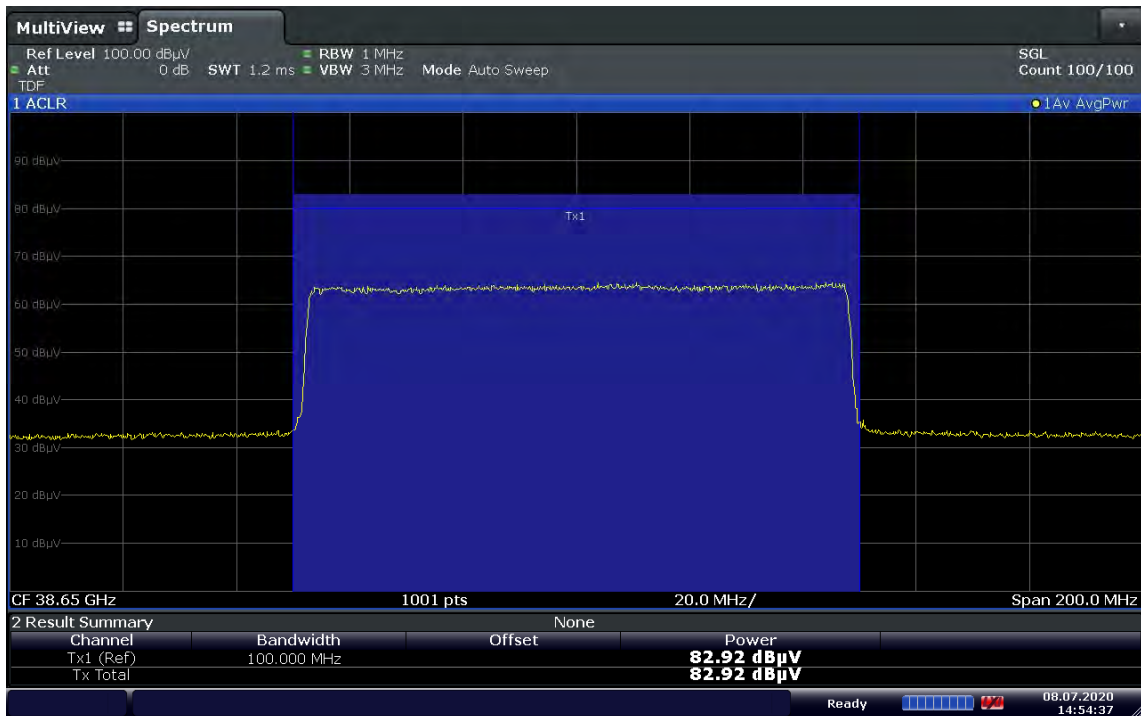 MultiView Spectrum
Ref Level 100.00 dBµV RBW 1 MHz SGL
Att 0 dB SWT 1.2 ms VBW 3 MHz Mode Auto Sweep Count 100/100
TDF
1 ACLR 1Av AvgPwr
90 dBµV
80 dBµV
Tx1
70 dBµV
60 dBµV
50 dBµV
40 dBµV
30 dBµV
20 dBµV
10 dBµV
CF 38.65 GHz 1001 pts 20.0 MHz/ Span 200.0 MHz
2 Result Summary None
Channel Bandwidth Offset Power
Tx1 (Ref) 100.000 MHz 82.92 dBµV
Tx Total 82.92 dBµV
Ready 08.07.2020
14:54:37